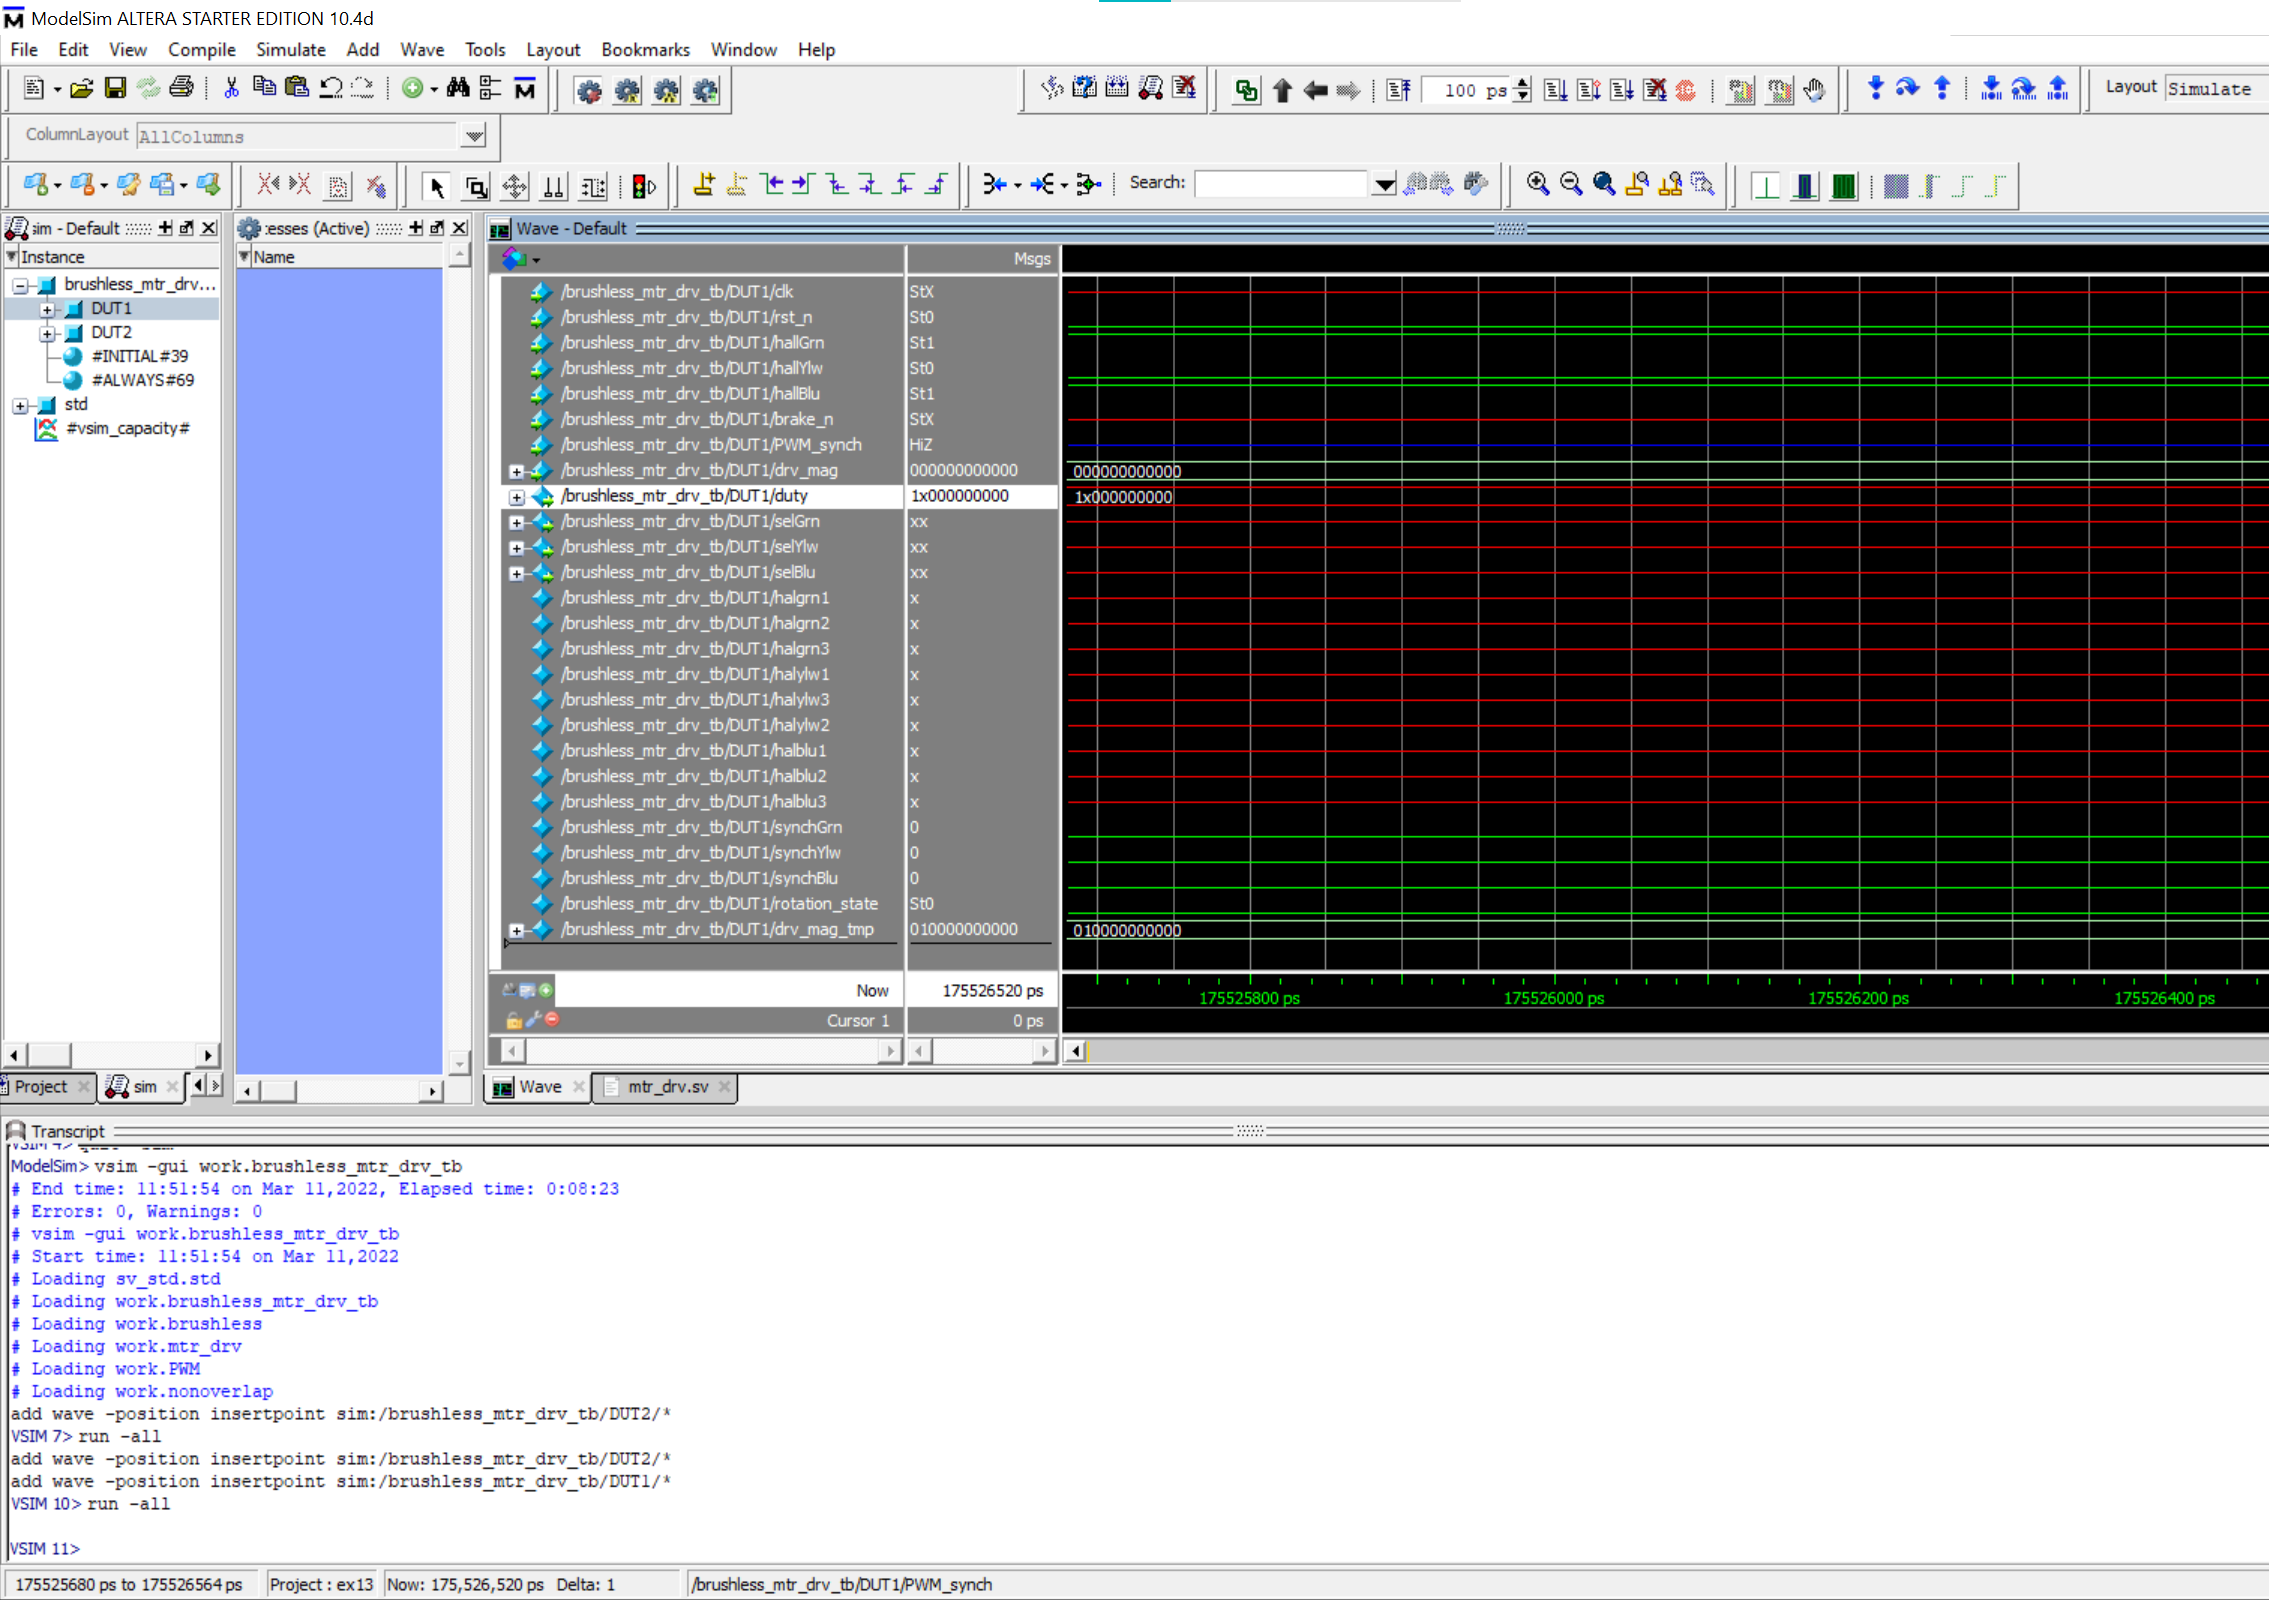 ModelSim ALTERA STARTER EDITION 10.4d
File Edit View Compile Simulate Add Wave Tools Layout Bookmarks Window Help
100 ps
Layout Simulate
ColumnLayout AllColumns
Search:
sim - Default
Instance
brushless_mtr_drv...
DUT1
DUT2
#INITIAL#39
#ALWAYS#69
std
#vsim_capacity#
esses (Active)
Name
Wave - Default
Msgs
/brushless_mtr_drv_tb/DUT1/clk StX
/brushless_mtr_drv_tb/DUT1/rst_n St0
/brushless_mtr_drv_tb/DUT1/hallGrn St1
/brushless_mtr_drv_tb/DUT1/hallYlw St0
/brushless_mtr_drv_tb/DUT1/hallBlu St1
/brushless_mtr_drv_tb/DUT1/brake_n StX
/brushless_mtr_drv_tb/DUT1/PWM_synch HiZ
/brushless_mtr_drv_tb/DUT1/drv_mag 000000000000 000000000000
/brushless_mtr_drv_tb/DUT1/duty 1x000000000 1x000000000
/brushless_mtr_drv_tb/DUT1/selGrn xx
/brushless_mtr_drv_tb/DUT1/selYlw xx
/brushless_mtr_drv_tb/DUT1/selBlu xx
/brushless_mtr_drv_tb/DUT1/halgrn1 x
/brushless_mtr_drv_tb/DUT1/halgrn2 x
/brushless_mtr_drv_tb/DUT1/halgrn3 x
/brushless_mtr_drv_tb/DUT1/halylw1 x
/brushless_mtr_drv_tb/DUT1/halylw3 x
/brushless_mtr_drv_tb/DUT1/halylw2 x
/brushless_mtr_drv_tb/DUT1/halblu1 x
/brushless_mtr_drv_tb/DUT1/halblu2 x
/brushless_mtr_drv_tb/DUT1/halblu3 x
/brushless_mtr_drv_tb/DUT1/synchGrn 0
/brushless_mtr_drv_tb/DUT1/synchYlw 0
/brushless_mtr_drv_tb/DUT1/synchBlu 0
/brushless_mtr_drv_tb/DUT1/rotation_state St0
/brushless_mtr_drv_tb/DUT1/drv_mag_tmp 010000000000 010000000000
Now 175526520 ps
175525800 ps 175526000 ps 175526200 ps 175526400 ps
Cursor 1 0 ps
Project sim
Wave mtr_drv.sv
Transcript
ModelSim> vsim -gui work.brushless_mtr_drv_tb
# End time: 11:51:54 on Mar 11,2022, Elapsed time: 0:08:23
# Errors: 0, Warnings: 0
# vsim -gui work.brushless_mtr_drv_tb
# Start time: 11:51:54 on Mar 11,2022
# Loading sv_std.std
# Loading work.brushless_mtr_drv_tb
# Loading work.brushless
# Loading work.mtr_drv
# Loading work.PWM
# Loading work.nonoverlap
add wave -position insertpoint sim:/brushless_mtr_drv_tb/DUT2/*
VSIM 7> run -all
add wave -position insertpoint sim:/brushless_mtr_drv_tb/DUT2/*
add wave -position insertpoint sim:/brushless_mtr_drv_tb/DUT1/*
VSIM 10> run -all
VSIM 11>
175525680 ps to 175526564 ps Project : ex13 Now: 175,526,520 ps Delta: 1 /brushless_mtr_drv_tb/DUT1/PWM_synch